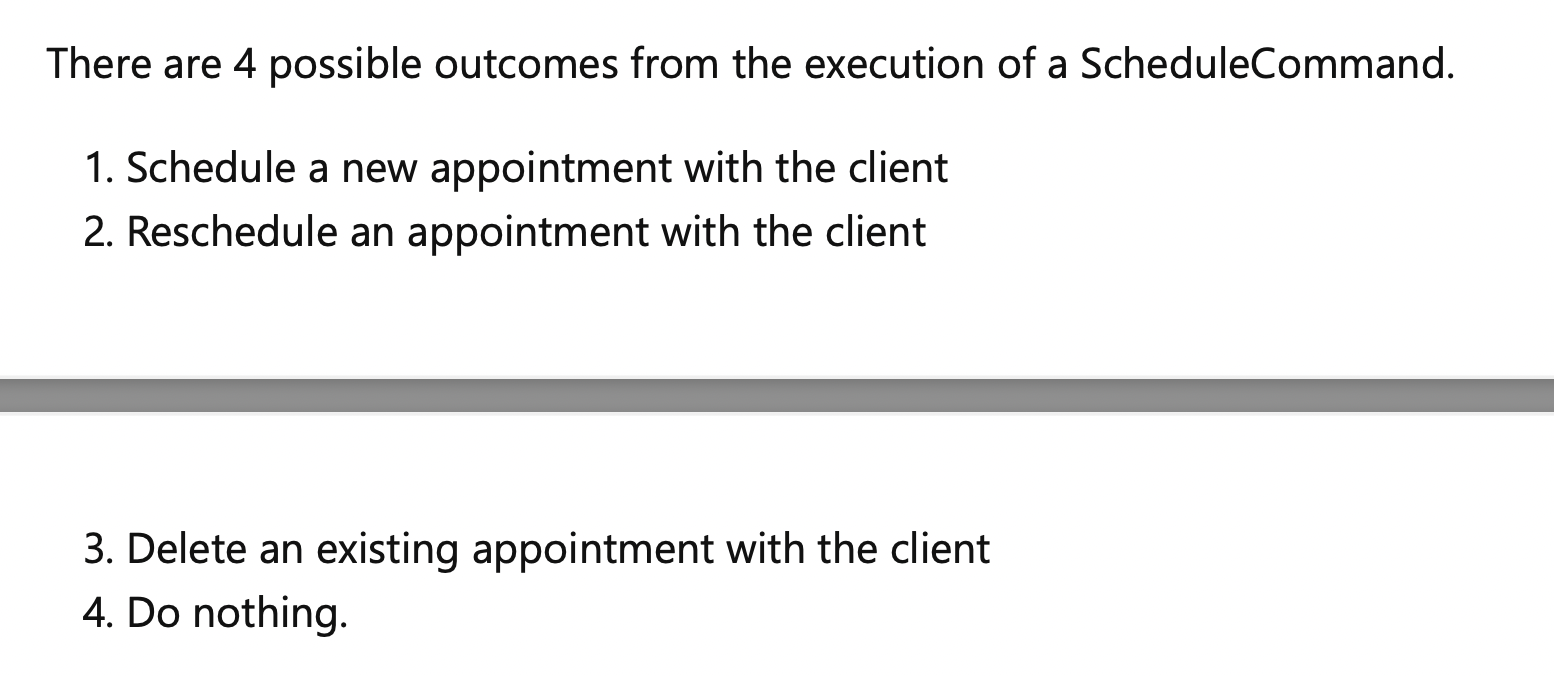 There are 4 possible outcomes from the execution of a ScheduleCommand.
1. Schedule a new appointment with the client
2. Reschedule an appointment with the client
3. Delete an existing appointment with the client
4. Do nothing.